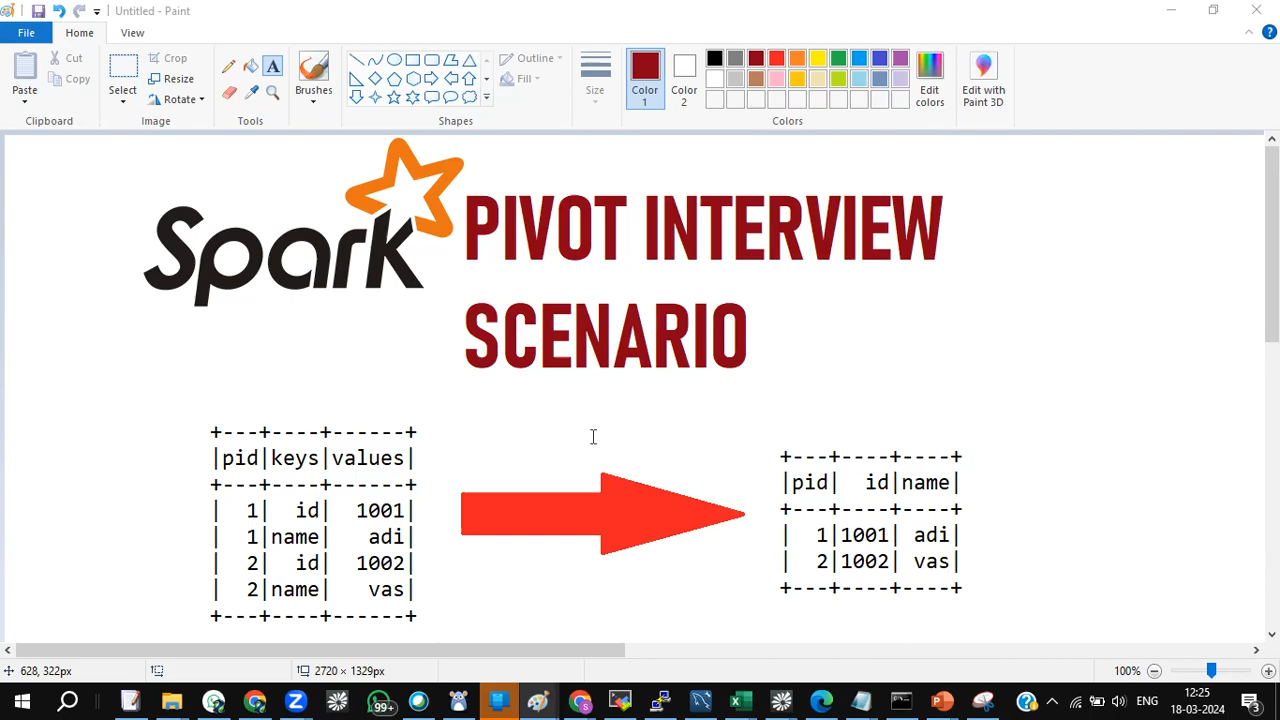 Untitled - Paint
File
Home
View
Paste
Cut
Copy
Clipboard
Select
Crop
Resize
Rotate
Image
A
Tools
Brushes
Outline
Fill
Shapes
Size
Color 1
Color 2
Edit colors
Colors
Edit with Paint 3D
Spark
PIVOT INTERVIEW
SCENARIO
+---+----+------+
|pid|keys|values|
+---+----+------+
|  1|  id|  1001|
|  1|name|   adi|
|  2|  id|  1002|
|  2|name|   vas|
+---+----+------+
+---+----+----+
|pid|  id|name|
+---+----+----+
|  1|1001| adi|
|  2|1002| vas|
+---+----+----+
628, 322px
2720 × 1329px
100%
99+
ENG
12:25
18-03-2024
3